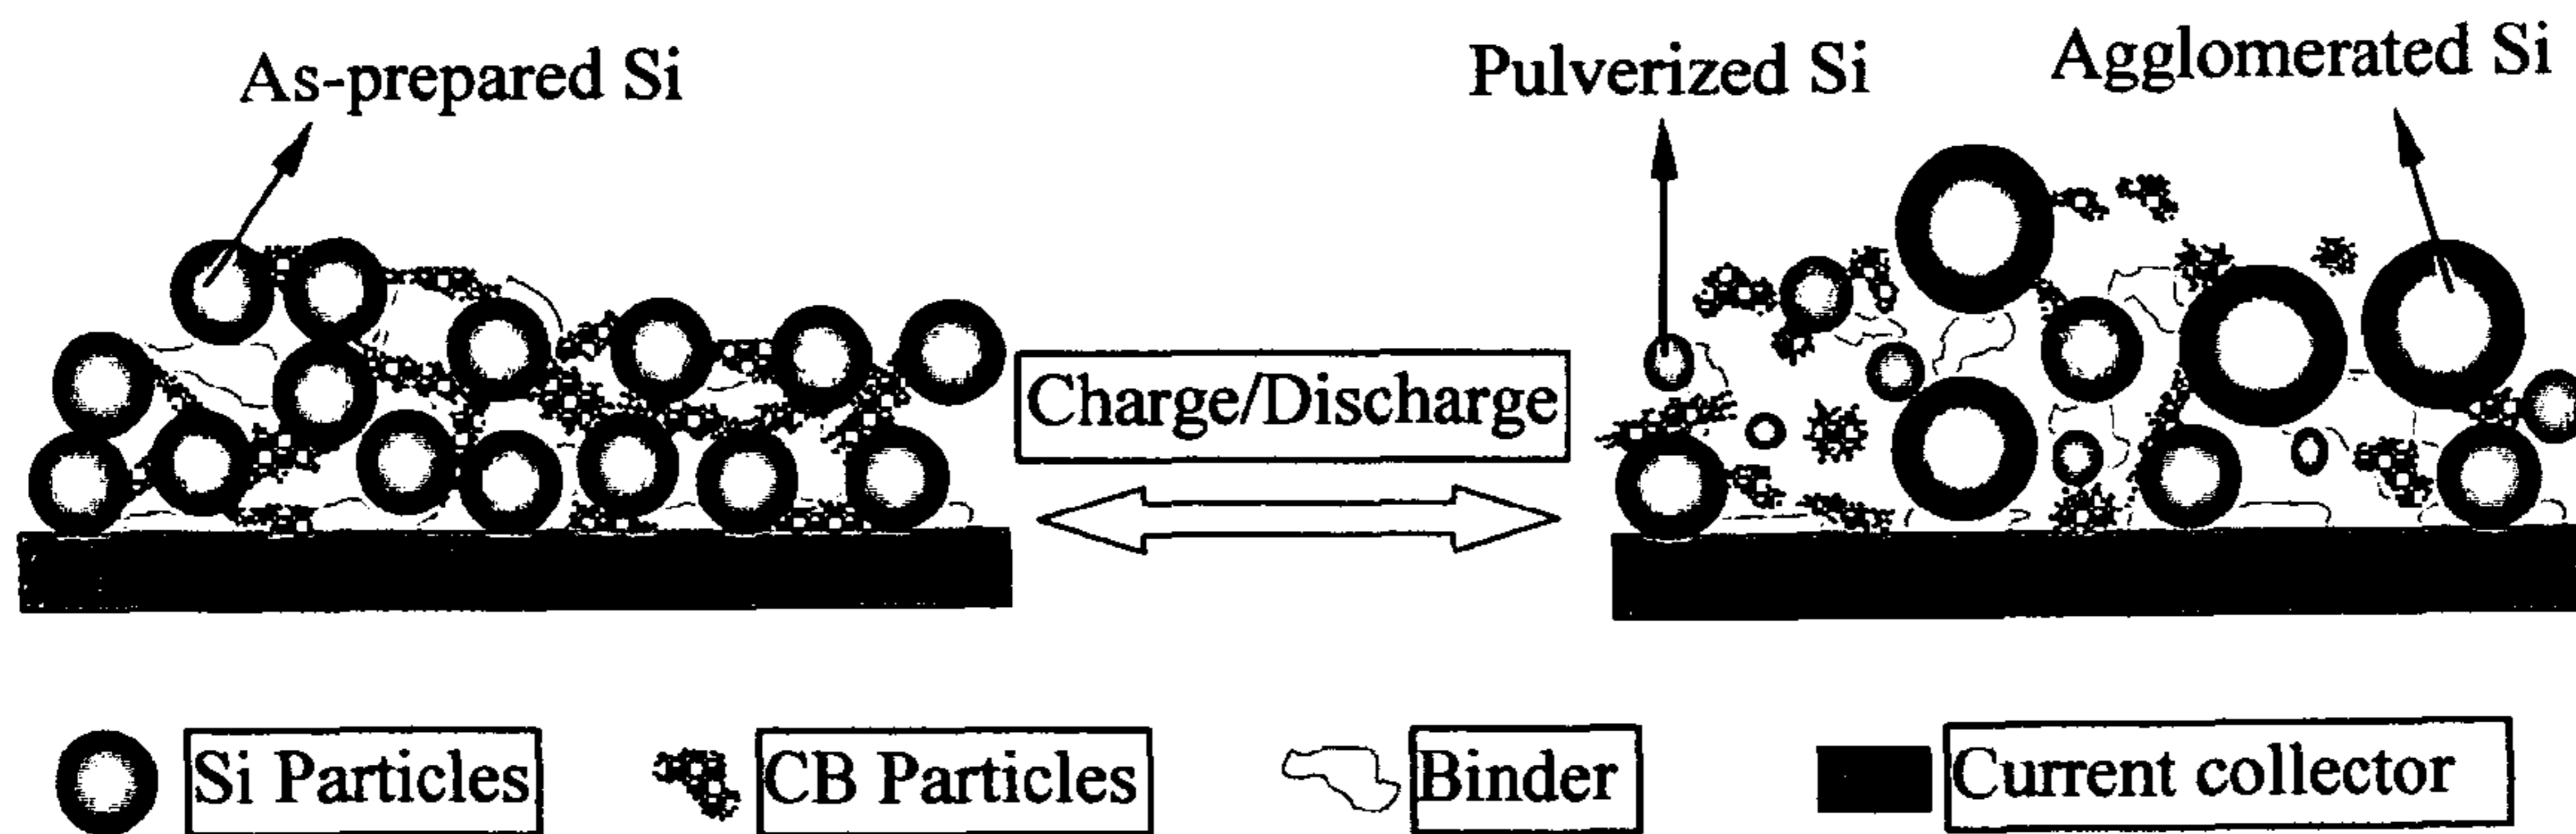 As-prepared Si
Pulverized Si
Agglomerated Si
Charge/Discharge
Si Particles
CB Particles
Binder
Current collector